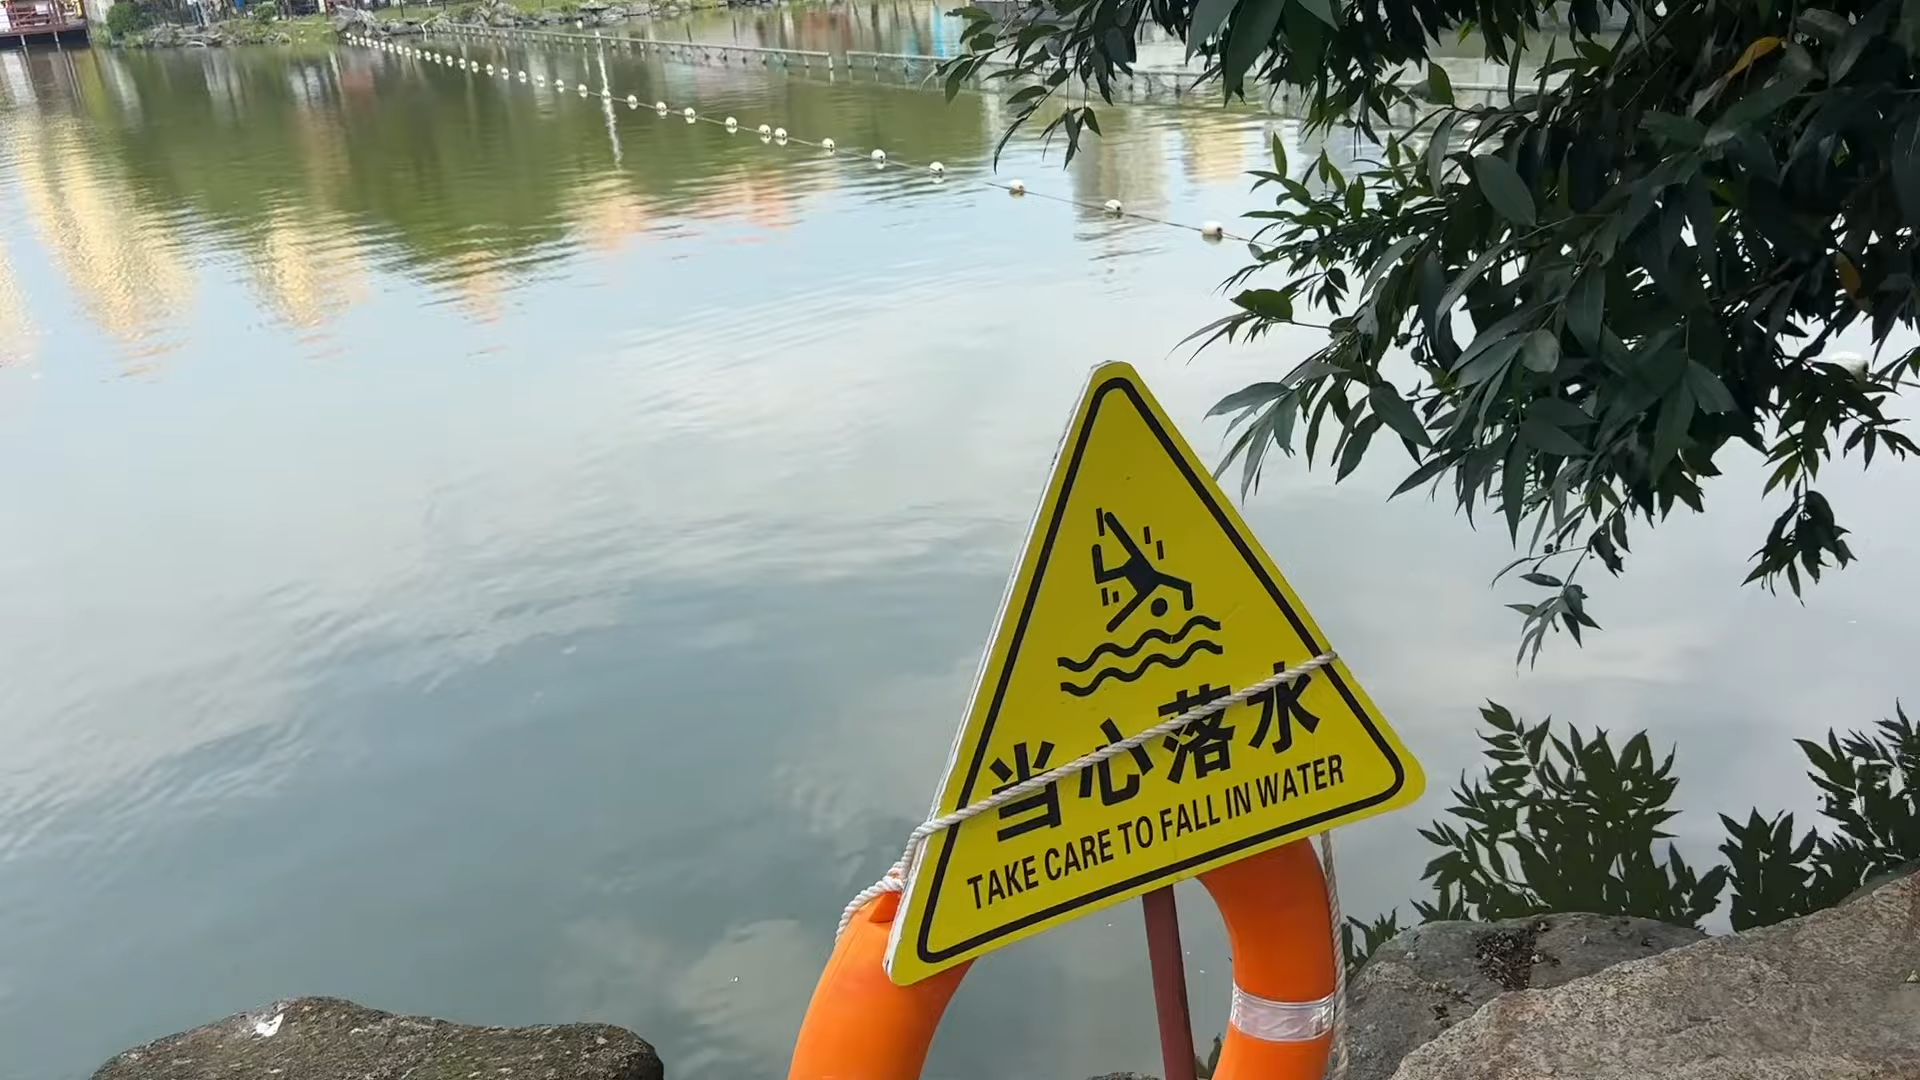 当心落水
TAKE CARE TO FALL IN WATER